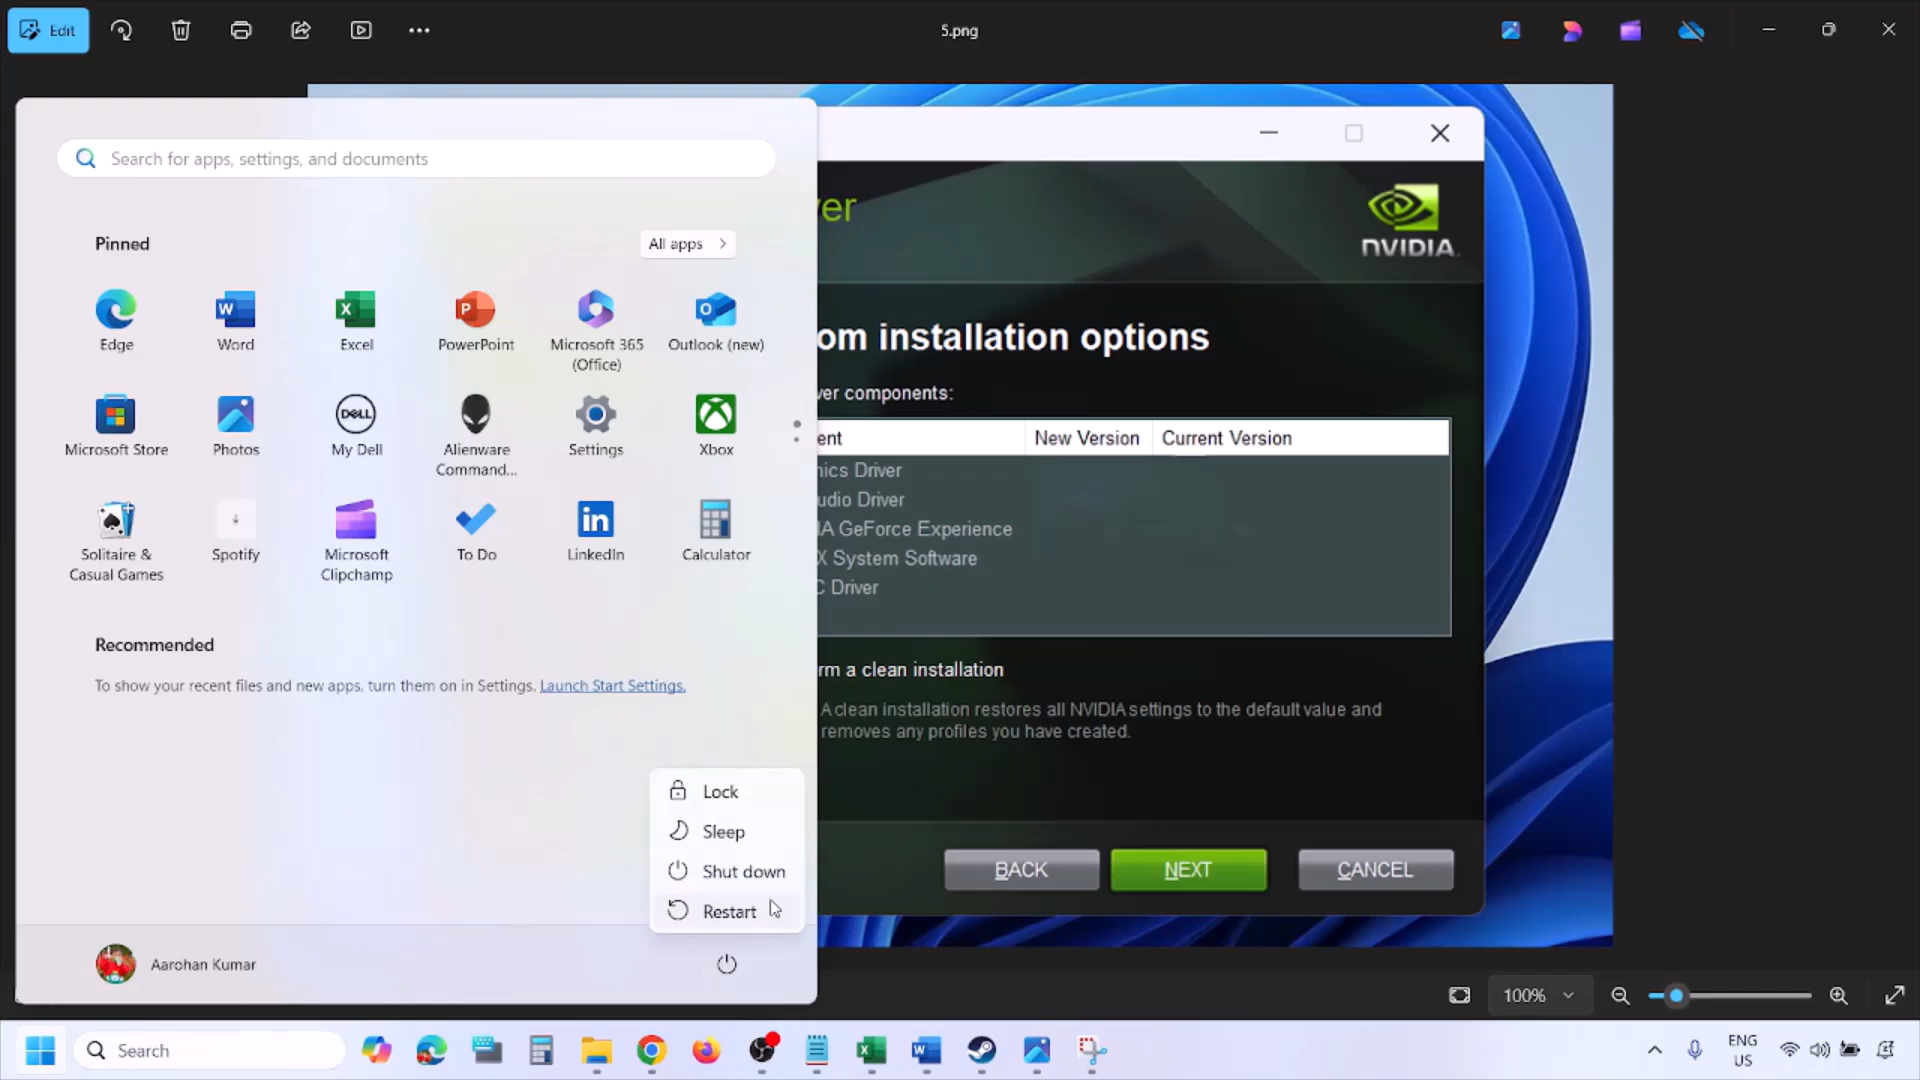 Edit
5.png
Search for apps, settings, and documents
Pinned
All apps
Edge
Word
Excel
PowerPoint
Microsoft 365
(Office)
Outlook (new)
Microsoft Store
Photos
DELL
My Dell
Alienware
Command...
Settings
Xbox
Solitaire &
Casual Games
Spotify
Microsoft
Clipchamp
To Do
LinkedIn
Calculator
Recommended
To show your recent files and new apps, turn them on in Settings. Launch Start Settings.
Lock
Sleep
Shut down
Restart
Aarohan Kumar
ver
NVIDIA.
om installation options
ver components:
ent
New Version
Current Version
hics Driver
udio Driver
IA GeForce Experience
X System Software
C Driver
rm a clean installation
A clean installation restores all NVIDIA settings to the default value and
removes any profiles you have created.
BACK
NEXT
CANCEL
100%
Search
ENG
US